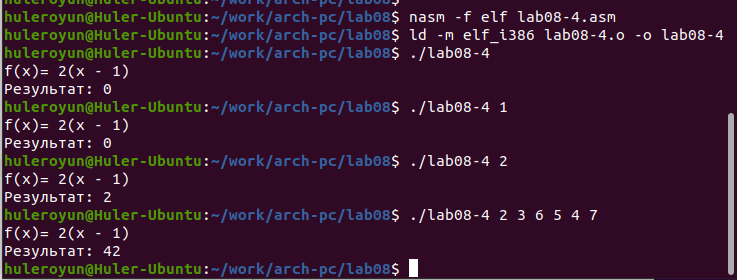 huleroyun@Huler-Ubuntu:~/work/arch-pc/lab08$ nasm -f elf lab08-4.asm
huleroyun@Huler-Ubuntu:~/work/arch-pc/lab08$ ld -m elf_i386 lab08-4.o -o lab08-4
huleroyun@Huler-Ubuntu:~/work/arch-pc/lab08$ ./lab08-4
f(x)= 2(x - 1)
Результат: 0
huleroyun@Huler-Ubuntu:~/work/arch-pc/lab08$ ./lab08-4 1
f(x)= 2(x - 1)
Результат: 0
huleroyun@Huler-Ubuntu:~/work/arch-pc/lab08$ ./lab08-4 2
f(x)= 2(x - 1)
Результат: 2
huleroyun@Huler-Ubuntu:~/work/arch-pc/lab08$ ./lab08-4 2 3 6 5 4 7
f(x)= 2(x - 1)
Результат: 42
huleroyun@Huler-Ubuntu:~/work/arch-pc/lab08$